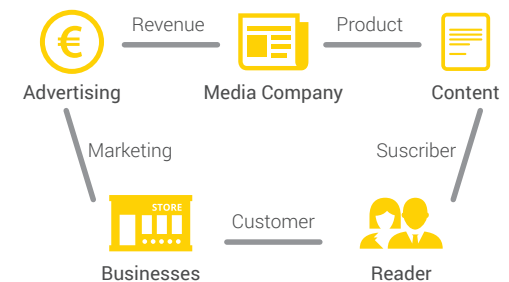 Revenue
Product
€
Advertising
Media Company
Content
Marketing
Suscriber
STORE
Customer
Businesses
Reader